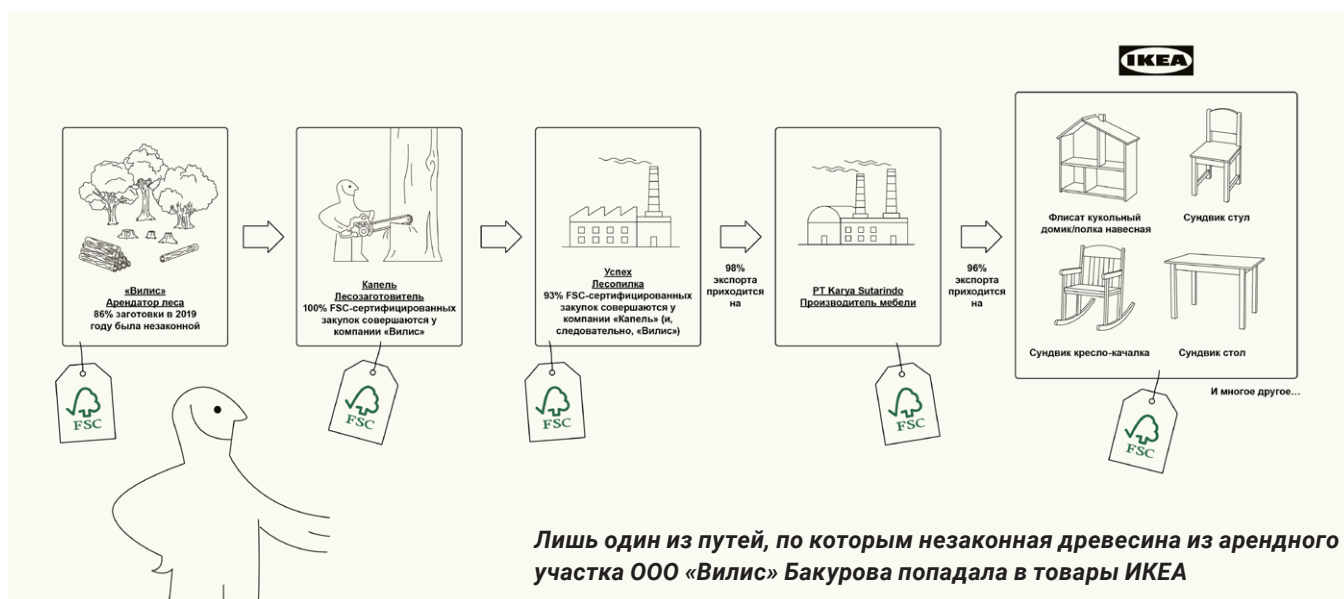 IKEA
«Вилис»
Арендатор леса
86% заготовки в 2019
году была незаконной
FSC
Капель
Лесозаготовитель
100% FSC-сертифицированных
закупок совершаются у
компании «Вилис»
FSC
Успех
Лесопилка
93% FSC-сертифицированных
закупок совершаются у
компании «Капель» (и,
следовательно, «Вилис»)
FSC
98%
экспорта
приходится
на
PT Karya Sutarindo
Производитель мебели
FSC
96%
экспорта
приходится
на
Флисат кукольный
домик/полка навесная
Сундвик стул
Сундвик кресло-качалка
Сундвик стол
И многое другое...
FSC
Лишь один из путей, по которым незаконная древесина из арендного
участка ООО «Вилис» Бакурова попадала в товары ИКЕА